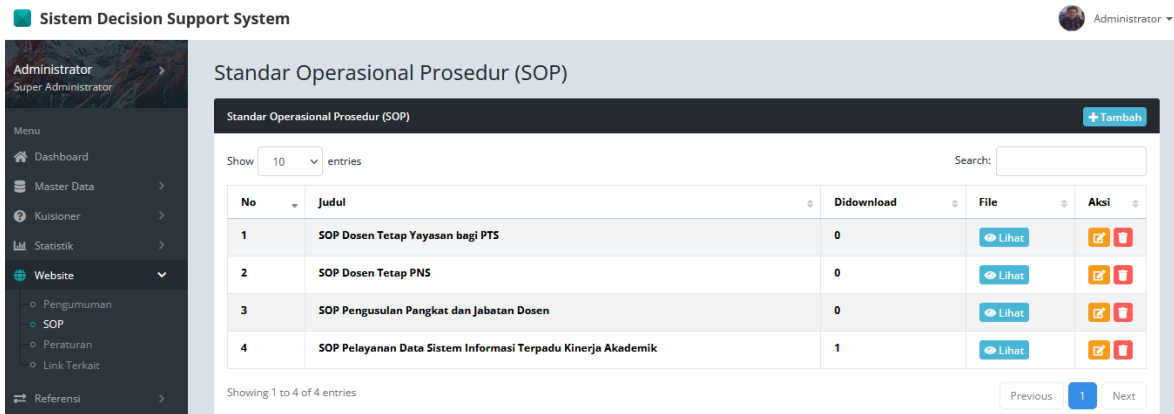 Sistem Decision Support System
Administrator
Administrator
Super Administrator
Menu
Dashboard
Master Data
Kuisioner
Statistik
Website
Pengumuman
SOP
Peraturan
Link Terkait
Referensi
Standar Operasional Prosedur (SOP)
Standar Operasional Prosedur (SOP)
+ Tambah
Show 10 entries
Search:
No Judul Didownload File Aksi
1 SOP Dosen Tetap Yayasan bagi PTS 0 Lihat
2 SOP Dosen Tetap PNS 0 Lihat
3 SOP Pengusulan Pangkat dan Jabatan Dosen 0 Lihat
4 SOP Pelayanan Data Sistem Informasi Terpadu Kinerja Akademik 1 Lihat
Showing 1 to 4 of 4 entries
Previous 1 Next